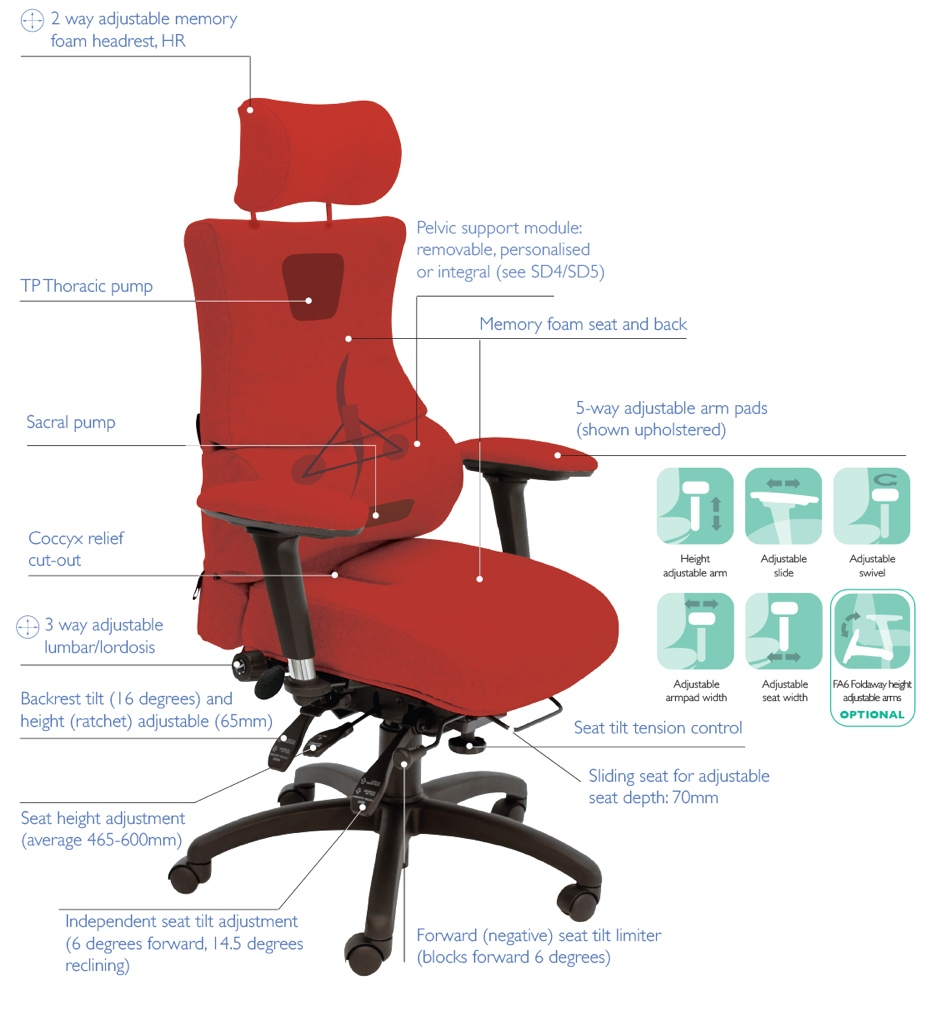 2 way adjustable memory
foam headrest, HR
Pelvic support module:
removable, personalised
or integral (see SD4/SD5)
TP Thoracic pump
Memory foam seat and back
5-way adjustable arm pads
(shown upholstered)
Sacral pump
Coccyx relief
cut-out
Height
adjustable arm
Adjustable
slide
Adjustable
swivel
3 way adjustable
lumbar/lordosis
Adjustable
armpad width
Adjustable
seat width
FA6 Foldaway height
adjustable arms
OPTIONAL
Backrest tilt (16 degrees) and
height (ratchet) adjustable (65mm)
Seat tilt tension control
Sliding seat for adjustable
seat depth: 70mm
Seat height adjustment
(average 465-600mm)
Independent seat tilt adjustment
(6 degrees forward, 14.5 degrees
reclining)
Forward (negative) seat tilt limiter
(blocks forward 6 degrees)